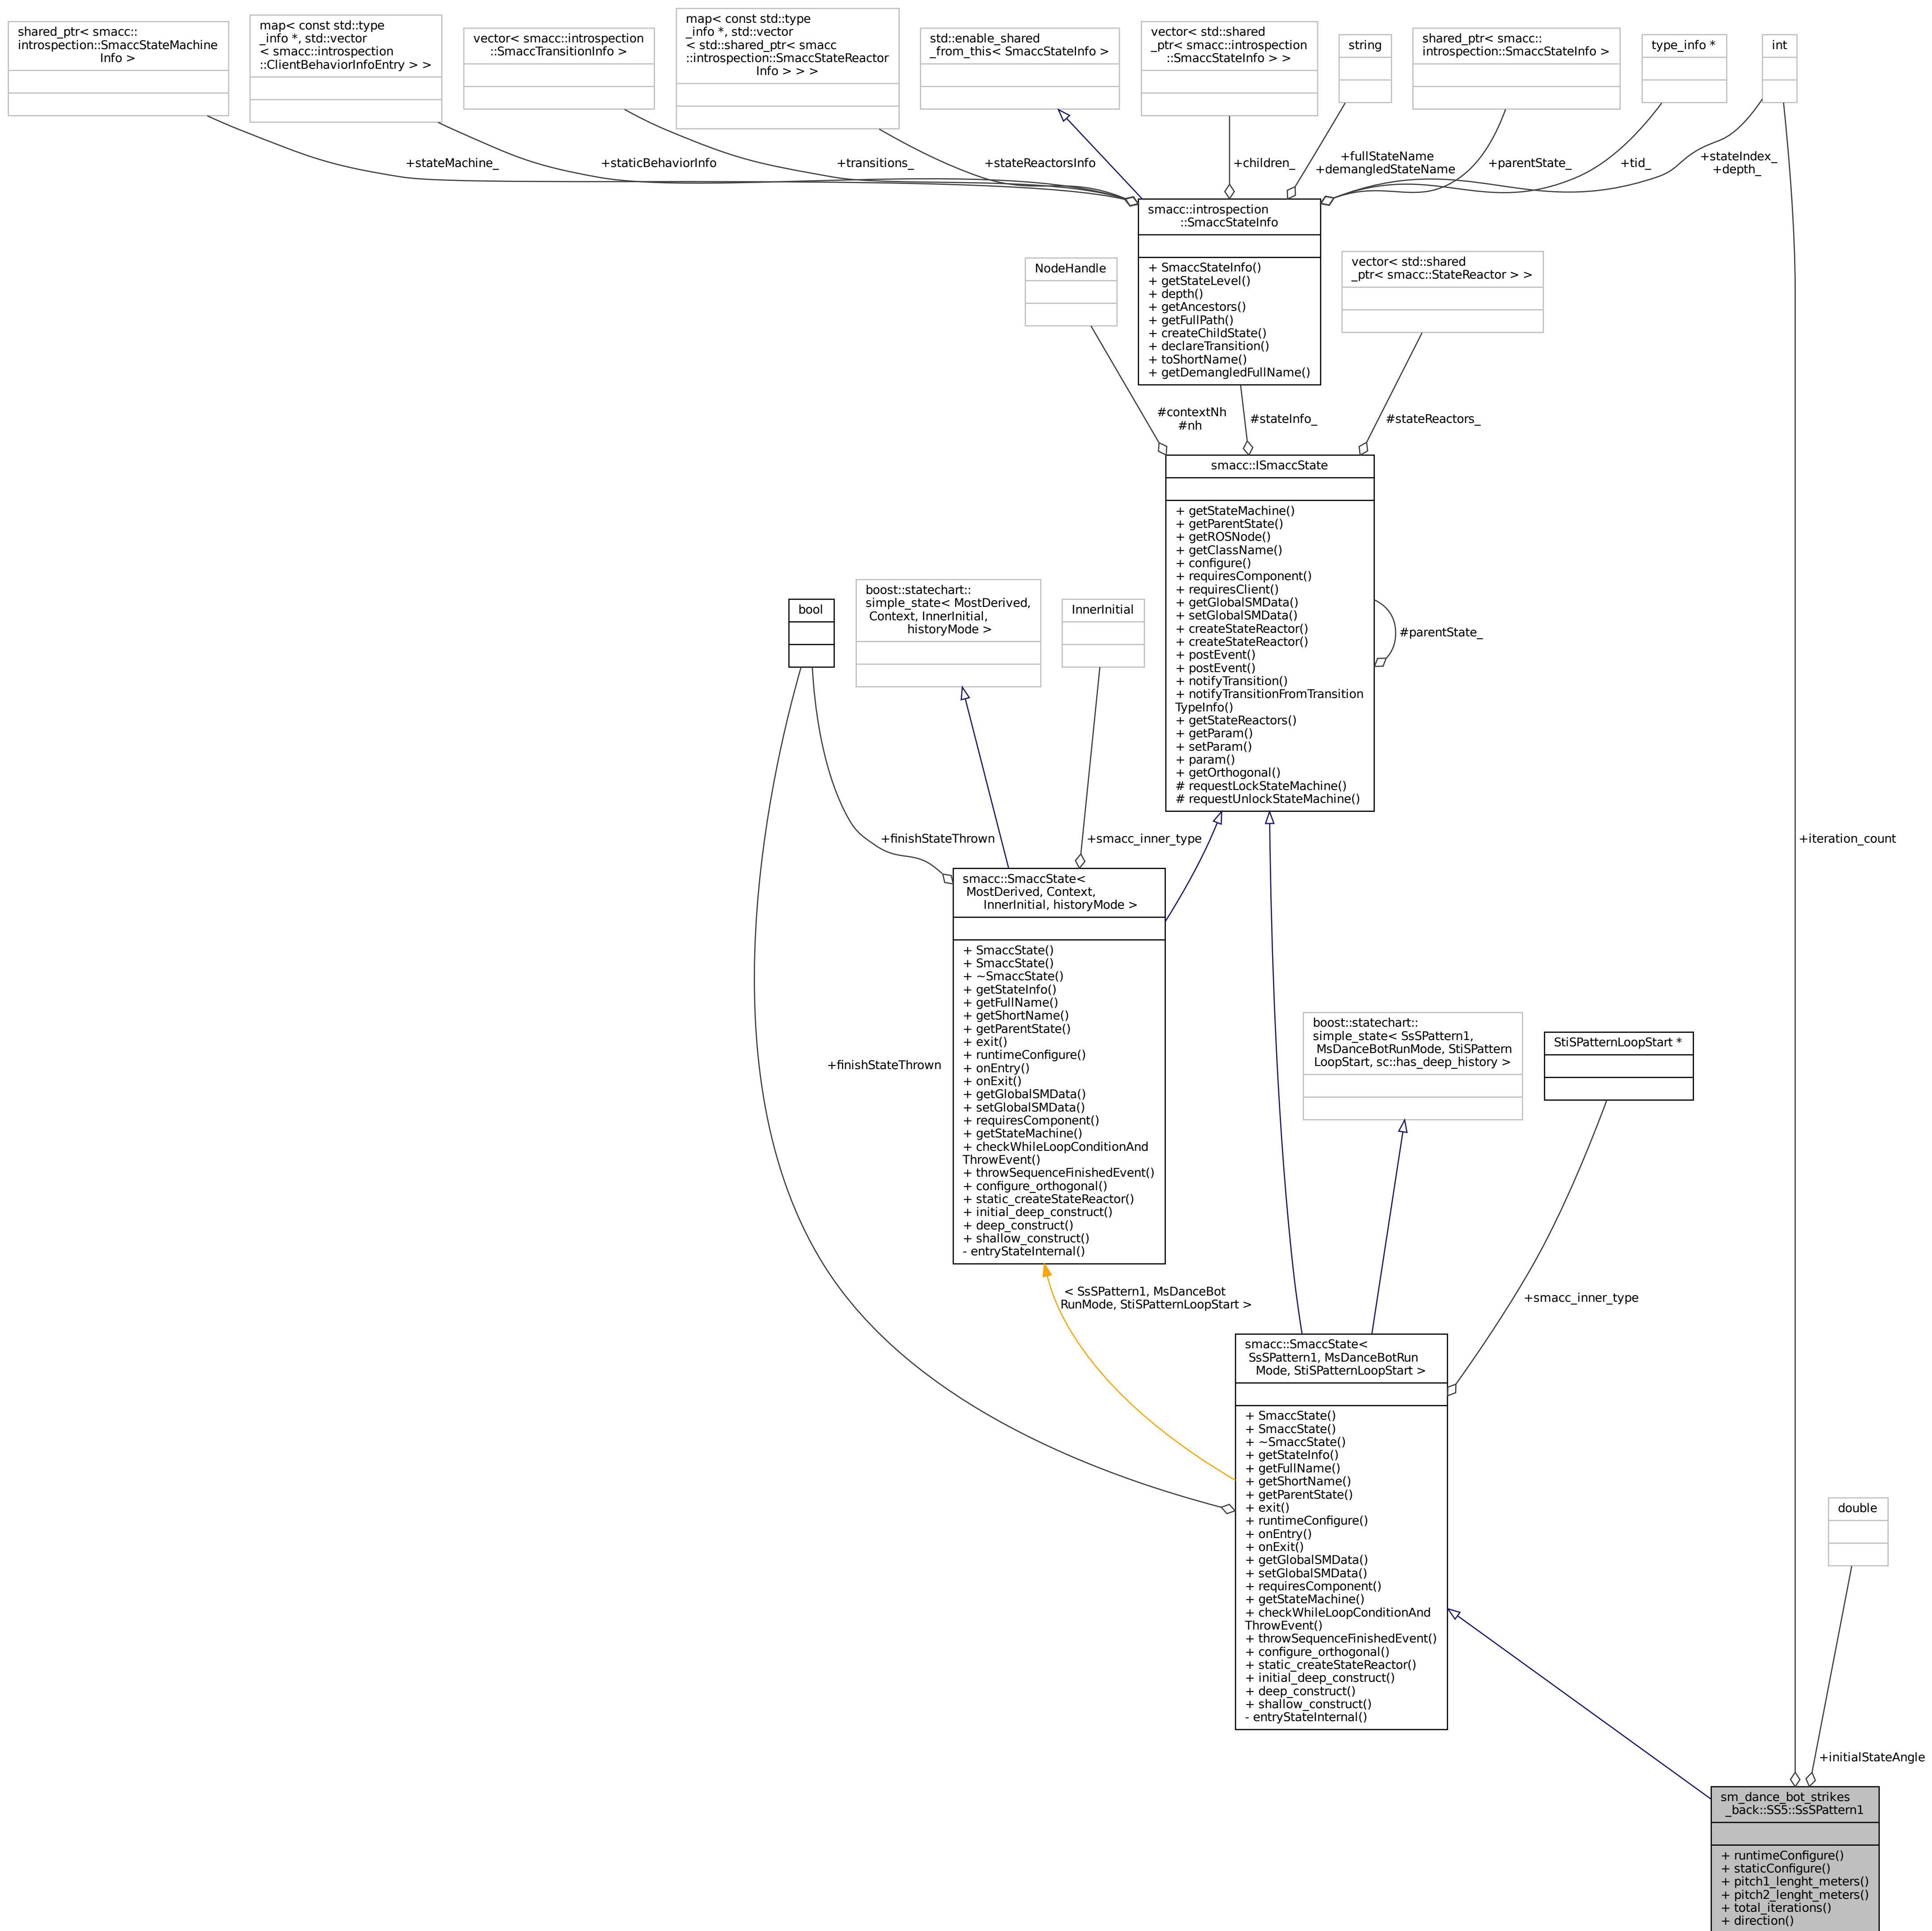 shared_ptr< smacc::
introspection::SmaccStateMachine
Info >
map< const std::type
_info *, std::vector
< smacc::introspection
::ClientBehaviorInfoEntry > >
vector< smacc::introspection
::SmaccTransitionInfo >
map< const std::type
_info *, std::vector
< std::shared_ptr< smacc
::introspection::SmaccStateReactor
Info > > >
std::enable_shared
_from_this< SmaccStateInfo >
vector< std::shared
_ptr< smacc::introspection
::SmaccStateInfo > >
string
shared_ptr< smacc::
introspection::SmaccStateInfo >
type_info *
int
+stateMachine_
+staticBehaviorInfo
+transitions_
+stateReactorsInfo
+children_
+fullStateName
+demangledStateName
+parentState_
+tid_
+stateIndex_
+depth_
smacc::introspection
::SmaccStateInfo
+ SmaccStateInfo()
+ getStateLevel()
+ depth()
+ getAncestors()
+ getFullPath()
+ createChildState()
+ declareTransition()
+ toShortName()
+ getDemangledFullName()
NodeHandle
vector< std::shared
_ptr< smacc::StateReactor > >
#contextNh
#nh
#stateInfo_
#stateReactors_
smacc::ISmaccState
+ getStateMachine()
+ getParentState()
+ getROSNode()
+ getClassName()
+ configure()
+ requiresComponent()
+ requiresClient()
+ getGlobalSMData()
+ setGlobalSMData()
+ createStateReactor()
+ createStateReactor()
+ postEvent()
+ postEvent()
+ notifyTransition()
+ notifyTransitionFromTransition
TypeInfo()
+ getStateReactors()
+ getParam()
+ setParam()
+ param()
+ getOrthogonal()
# requestLockStateMachine()
# requestUnlockStateMachine()
#parentState_
bool
boost::statechart::
simple_state< MostDerived,
Context, InnerInitial,
historyMode >
InnerInitial
+finishStateThrown
+smacc_inner_type
+iteration_count
smacc::SmaccState<
MostDerived, Context,
InnerInitial, historyMode >
+ SmaccState()
+ SmaccState()
+ ~SmaccState()
+ getStateInfo()
+ getFullName()
+ getShortName()
+ getParentState()
+ exit()
+ runtimeConfigure()
+ onEntry()
+ onExit()
+ getGlobalSMData()
+ setGlobalSMData()
+ requiresComponent()
+ getStateMachine()
+ checkWhileLoopConditionAnd
ThrowEvent()
+ throwSequenceFinishedEvent()
+ configure_orthogonal()
+ static_createStateReactor()
+ initial_deep_construct()
+ deep_construct()
+ shallow_construct()
- entryStateInternal()
+finishStateThrown
boost::statechart::
simple_state< SsSPattern1,
MsDanceBotRunMode, StiSPattern
LoopStart, sc::has_deep_history >
StiSPatternLoopStart *
< SsSPattern1, MsDanceBot
RunMode, StiSPatternLoopStart >
+smacc_inner_type
smacc::SmaccState<
SsSPattern1, MsDanceBotRun
Mode, StiSPatternLoopStart >
+ SmaccState()
+ SmaccState()
+ ~SmaccState()
+ getStateInfo()
+ getFullName()
+ getShortName()
+ getParentState()
+ exit()
+ runtimeConfigure()
+ onEntry()
+ onExit()
+ getGlobalSMData()
+ setGlobalSMData()
+ requiresComponent()
+ getStateMachine()
+ checkWhileLoopConditionAnd
ThrowEvent()
+ throwSequenceFinishedEvent()
+ configure_orthogonal()
+ static_createStateReactor()
+ initial_deep_construct()
+ deep_construct()
+ shallow_construct()
- entryStateInternal()
double
+initialStateAngle
sm_dance_bot_strikes
_back::SS5::SsSPattern1
+ runtimeConfigure()
+ staticConfigure()
+ pitch1_lenght_meters()
+ pitch2_lenght_meters()
+ total_iterations()
+ direction()